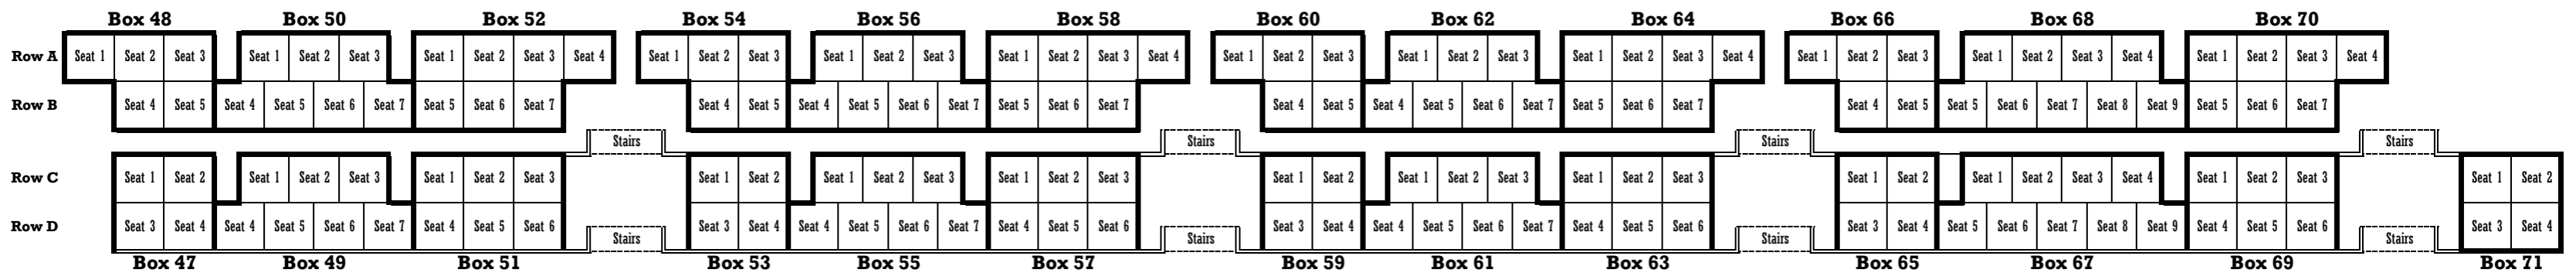 Box 48 Box 50 Box 52 Box 54 Box 56 Box 58 Box 60 Box 62 Box 64 Box 66 Box 68 Box 70
Row A Seat 1 Seat 2 Seat 3 Seat 1 Seat 2 Seat 3 Seat 1 Seat 2 Seat 3 Seat 4 Seat 1 Seat 2 Seat 3 Seat 1 Seat 2 Seat 3 Seat 1 Seat 2 Seat 3 Seat 4 Seat 1 Seat 2 Seat 3 Seat 1 Seat 2 Seat 3 Seat 1 Seat 2 Seat 3 Seat 4 Seat 1 Seat 2 Seat 3 Seat 1 Seat 2 Seat 3 Seat 4 Seat 1 Seat 2 Seat 3 Seat 4
Row B Seat 4 Seat 5 Seat 4 Seat 5 Seat 6 Seat 7 Seat 5 Seat 6 Seat 7 Seat 4 Seat 5 Seat 4 Seat 5 Seat 6 Seat 7 Seat 5 Seat 6 Seat 7 Seat 4 Seat 5 Seat 4 Seat 5 Seat 6 Seat 7 Seat 5 Seat 6 Seat 7 Seat 4 Seat 5 Seat 5 Seat 6 Seat 7 Seat 8 Seat 9 Seat 5 Seat 6 Seat 7
Stairs Stairs Stairs Stairs
Row C Seat 1 Seat 2 Seat 1 Seat 2 Seat 3 Seat 1 Seat 2 Seat 3 Seat 1 Seat 2 Seat 1 Seat 2 Seat 3 Seat 1 Seat 2 Seat 3 Seat 1 Seat 2 Seat 1 Seat 2 Seat 3 Seat 1 Seat 2 Seat 3 Seat 1 Seat 2 Seat 1 Seat 2 Seat 3 Seat 4 Seat 1 Seat 2 Seat 3 Seat 1 Seat 2
Row D Seat 3 Seat 4 Seat 4 Seat 5 Seat 6 Seat 7 Seat 4 Seat 5 Seat 6 Seat 3 Seat 4 Seat 4 Seat 5 Seat 6 Seat 7 Seat 4 Seat 5 Seat 6 Seat 3 Seat 4 Seat 4 Seat 5 Seat 6 Seat 7 Seat 4 Seat 5 Seat 6 Seat 3 Seat 4 Seat 5 Seat 6 Seat 7 Seat 8 Seat 9 Seat 4 Seat 5 Seat 6 Seat 3 Seat 4
Stairs Stairs Stairs Stairs
Box 47 Box 49 Box 51 Box 53 Box 55 Box 57 Box 59 Box 61 Box 63 Box 65 Box 67 Box 69 Box 71